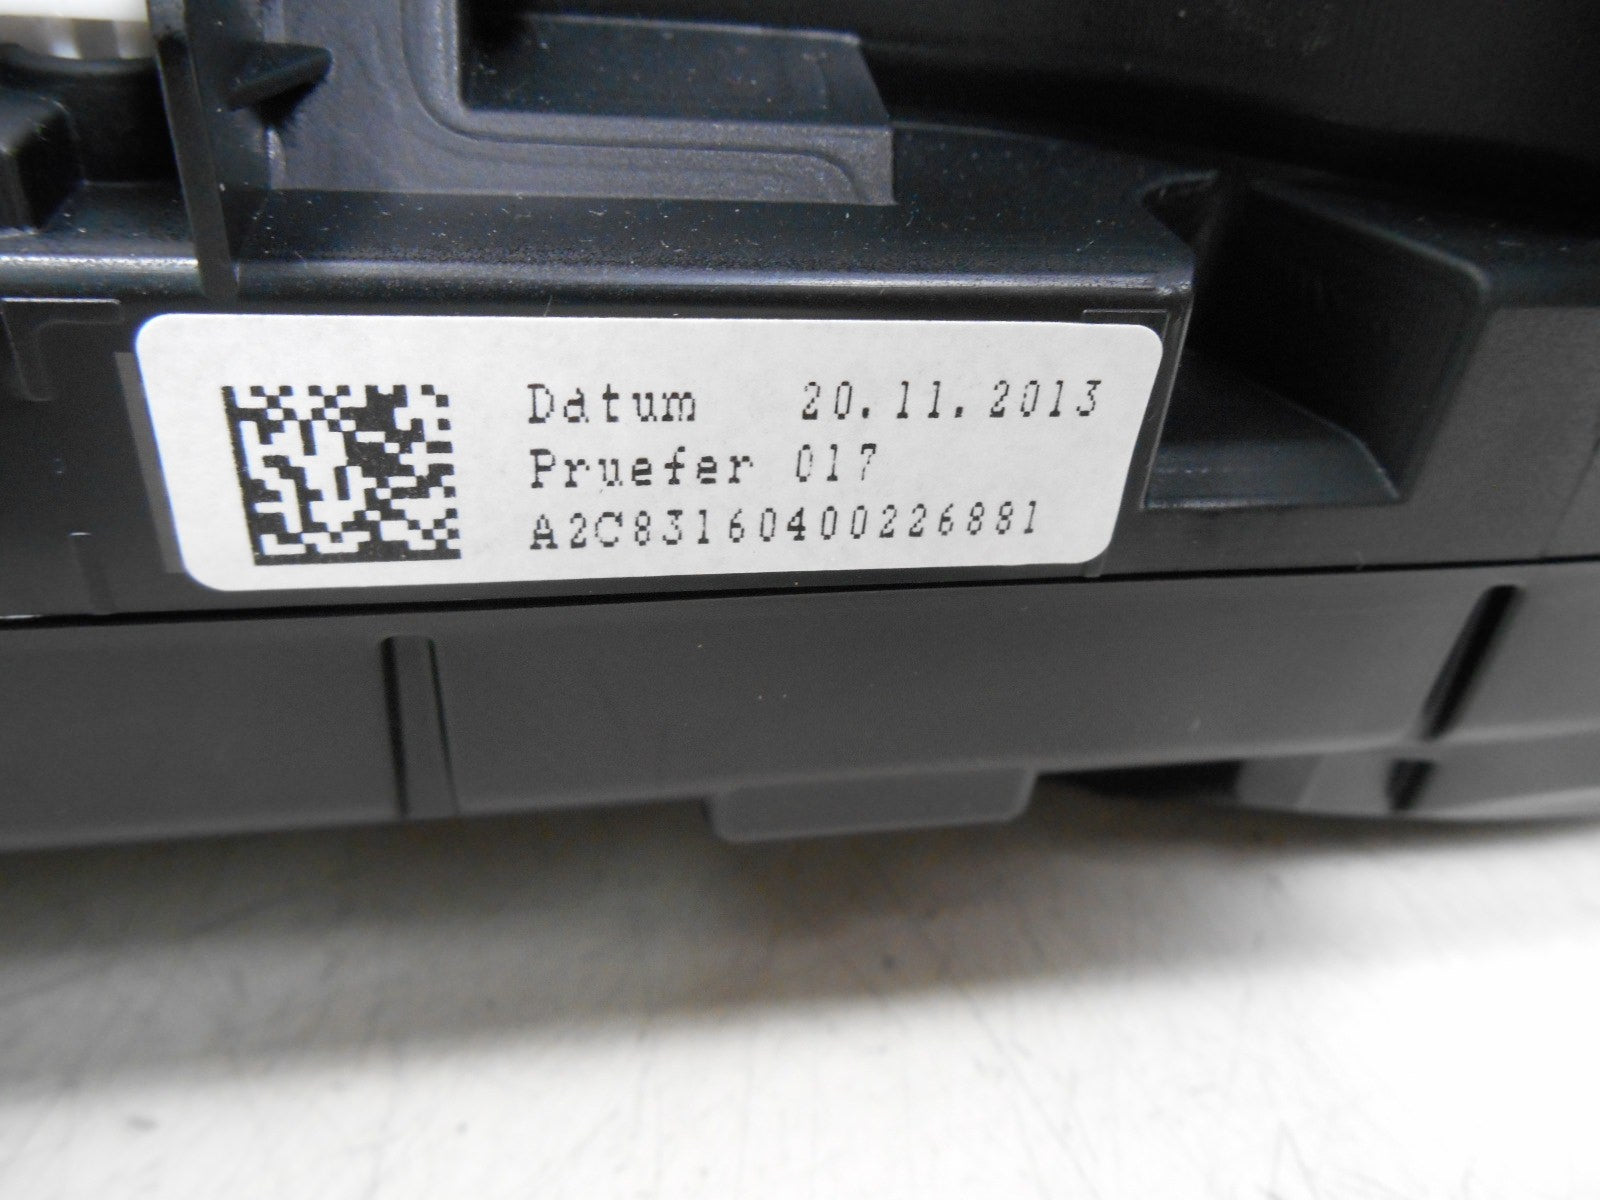 Datum 20.11.2013
Pruefer 017
A2C83160400226881